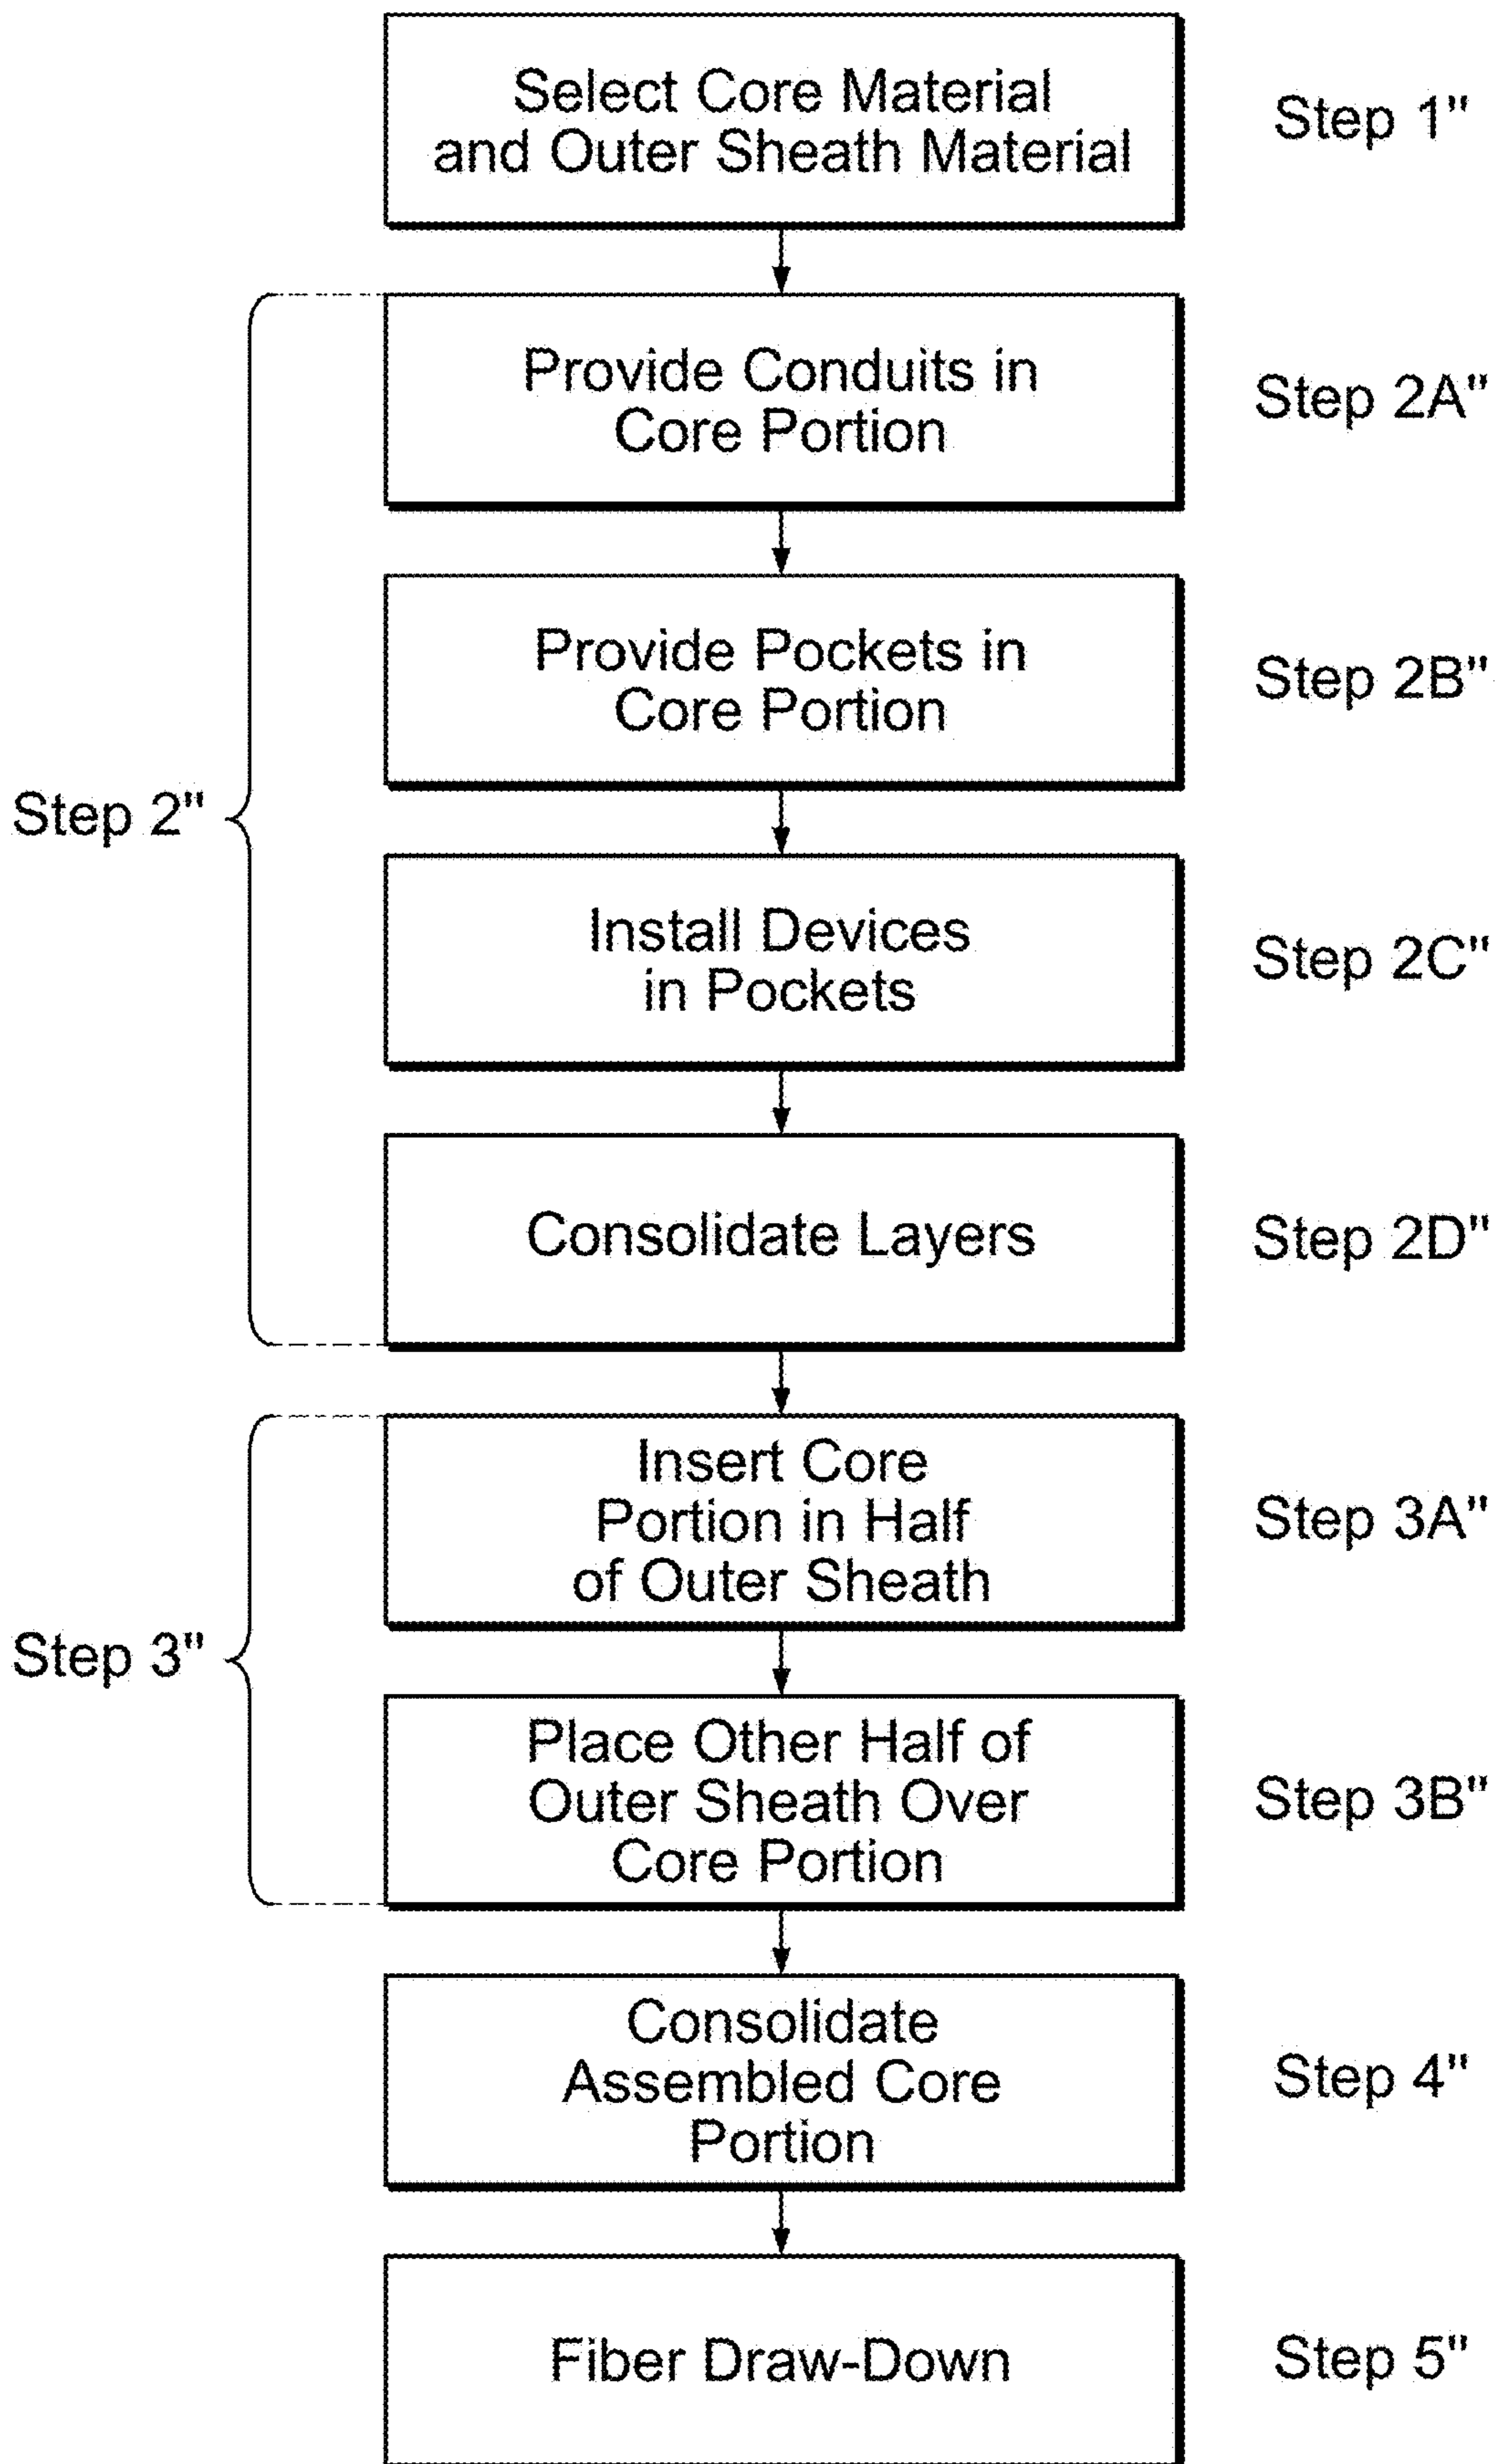 Select Core Material
and Outer Sheath Material
Step 1"
Provide Conduits in
Core Portion
Step 2A"
Provide Pockets in
Core Portion
Step 2B"
Step 2"
Install Devices
in Pockets
Step 2C"
Consolidate Layers
Step 2D"
Insert Core
Portion in Half
of Outer Sheath
Step 3A"
Step 3"
Place Other Half of
Outer Sheath Over
Core Portion
Step 3B"
Consolidate
Assembled Core
Portion
Step 4"
Fiber Draw-Down
Step 5"